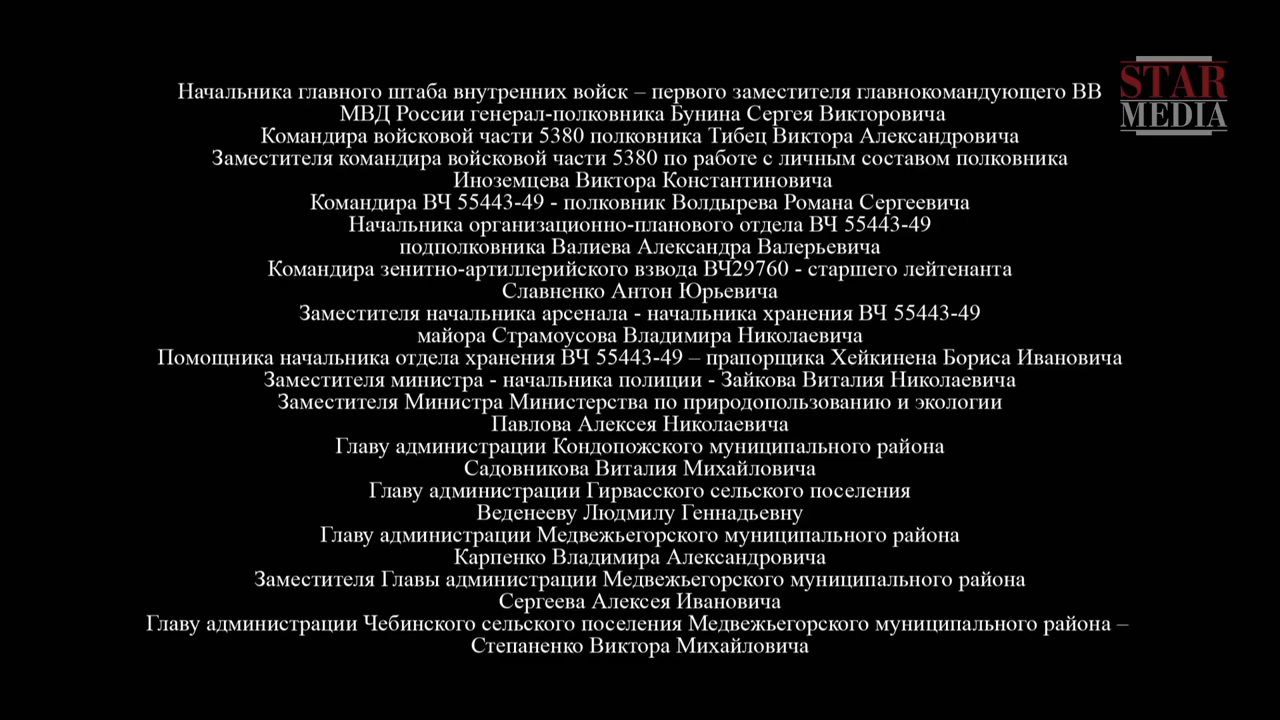 STAR
MEDIA
Начальника главного штаба внутренних войск – первого заместителя главнокомандующего ВВ
МВД России генерал-полковника Бунина Сергея Викторовича
Командира войсковой части 5380 полковника Тибец Виктора Александровича
Заместителя командира войсковой части 5380 по работе с личным составом полковника
Иноземцева Виктора Константиновича
Командира ВЧ 55443-49 - полковник Волдырева Романа Сергеевича
Начальника организационно-планового отдела ВЧ 55443-49
подполковника Валиева Александра Валерьевича
Командира зенитно-артиллерийского взвода ВЧ29760 - старшего лейтенанта
Славненко Антон Юрьевича
Заместителя начальника арсенала - начальника хранения ВЧ 55443-49
майора Страмоусова Владимира Николаевича
Помощника начальника отдела хранения ВЧ 55443-49 – прапорщика Хейкинена Бориса Ивановича
Заместителя министра - начальника полиции - Зайкова Виталия Николаевича
Заместителя Министра Министерства по природопользованию и экологии
Павлова Алексея Николаевича
Главу администрации Кондопожского муниципального района
Садовникова Виталия Михайловича
Главу администрации Гирвасского сельского поселения
Веденееву Людмилу Геннадьевну
Главу администрации Медвежьегорского муниципального района
Карпенко Владимира Александровича
Заместителя Главы администрации Медвежьегорского муниципального района
Сергеева Алексея Ивановича
Главу администрации Чебинского сельского поселения Медвежьегорского муниципального района –
Степаненко Виктора Михайловича